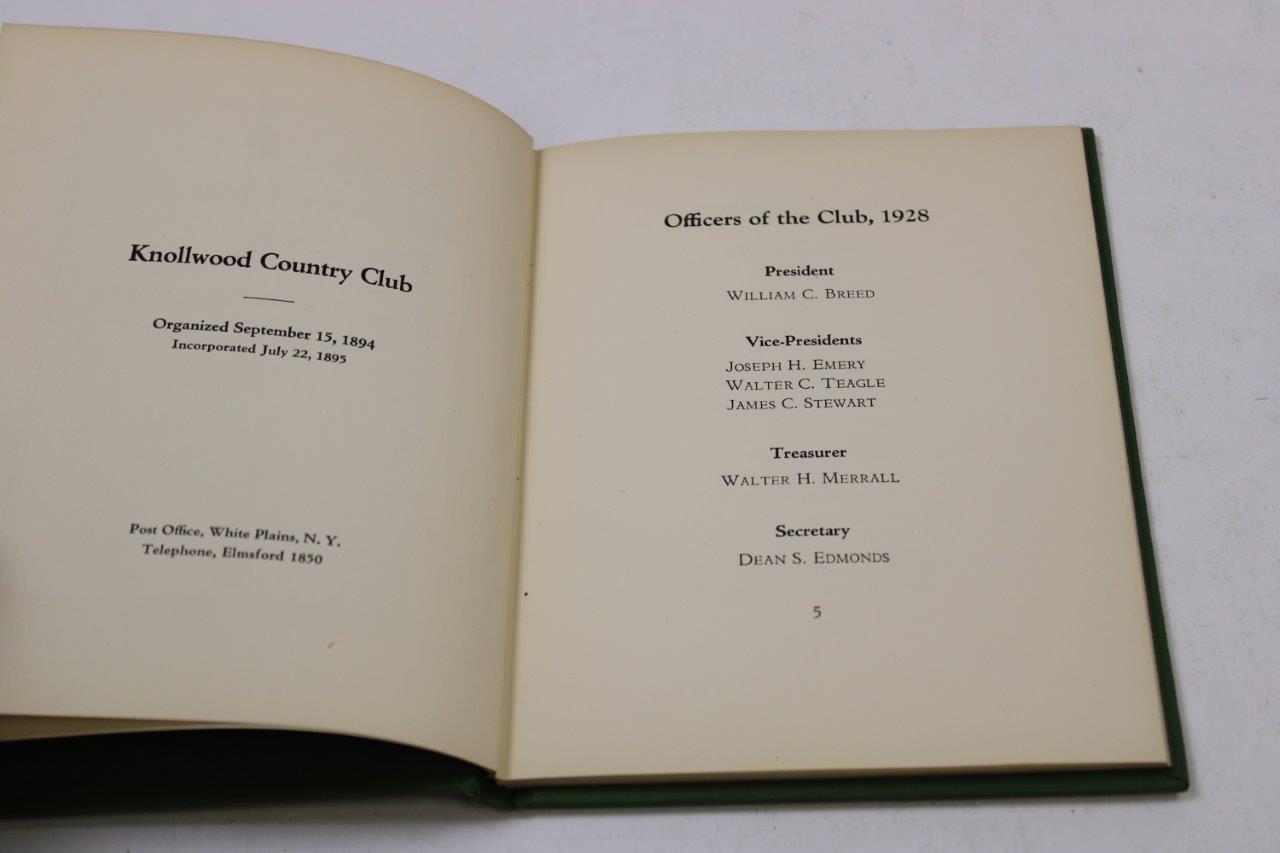 Knollwood Country Club
Organized September 15, 1894
Incorporated July 22, 1895
Post Office, White Plains, N. Y.
Telephone, Elmsford 1850
Officers of the Club, 1928
President
WILLIAM C. BREED
Vice-Presidents
JOSEPH H. EMERY
WALTER C. TEAGLE
JAMES C. STEWART
Treasurer
WALTER H. MERRALL
Secretary
DEAN S. EDMONDS
5